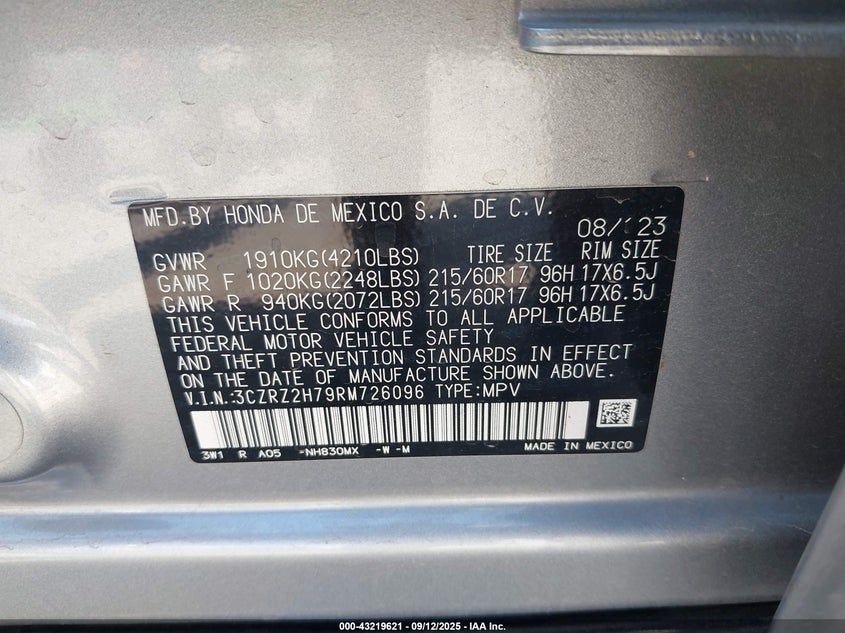 MFD.BY HONDA DE MEXICO S.A. DE C.V. 08/'23
GVWR 1910KG(4210LBS) TIRE SIZE RIM SIZE
GAWR F 1020KG(2248LBS) 215/60R17 96H 17X6.5J
GAWR R 940KG(2072LBS) 215/60R17 96H 17X6.5J
THIS VEHICLE CONFORMS TO ALL APPLICABLE
FEDERAL MOTOR VEHICLE SAFETY
AND THEFT PREVENTION STANDARDS IN EFFECT
ON THE DATE OF MANUFACTURE SHOWN ABOVE.
V.I.N.:3CZRZ2H79RM726096 TYPE:MPV
3W1 R A05 -NH830MX -W -M MADE IN MEXICO
000-43219621 - 09/12/2025 - IAA Inc.